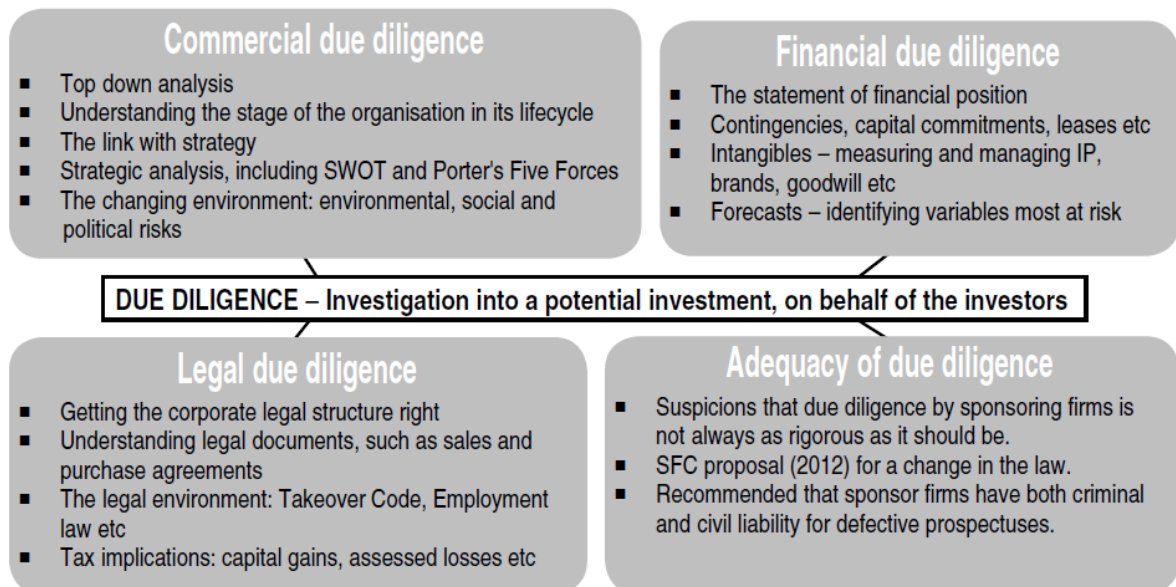 Commercial due diligence
■ Top down analysis
■ Understanding the stage of the organisation in its lifecycle
■ The link with strategy
■ Strategic analysis, including SWOT and Porter's Five Forces
■ The changing environment: environmental, social and
political risks
Financial due diligence
■ The statement of financial position
■ Contingencies, capital commitments, leases etc
■ Intangibles – measuring and managing IP,
brands, goodwill etc
■ Forecasts – identifying variables most at risk
DUE DILIGENCE – Investigation into a potential investment, on behalf of the investors
Legal due diligence
■ Getting the corporate legal structure right
■ Understanding legal documents, such as sales and
purchase agreements
■ The legal environment: Takeover Code, Employment
law etc
■ Tax implications: capital gains, assessed losses etc
Adequacy of due diligence
■ Suspicions that due diligence by sponsoring firms is
not always as rigorous as it should be.
■ SFC proposal (2012) for a change in the law.
■ Recommended that sponsor firms have both criminal
and civil liability for defective prospectuses.